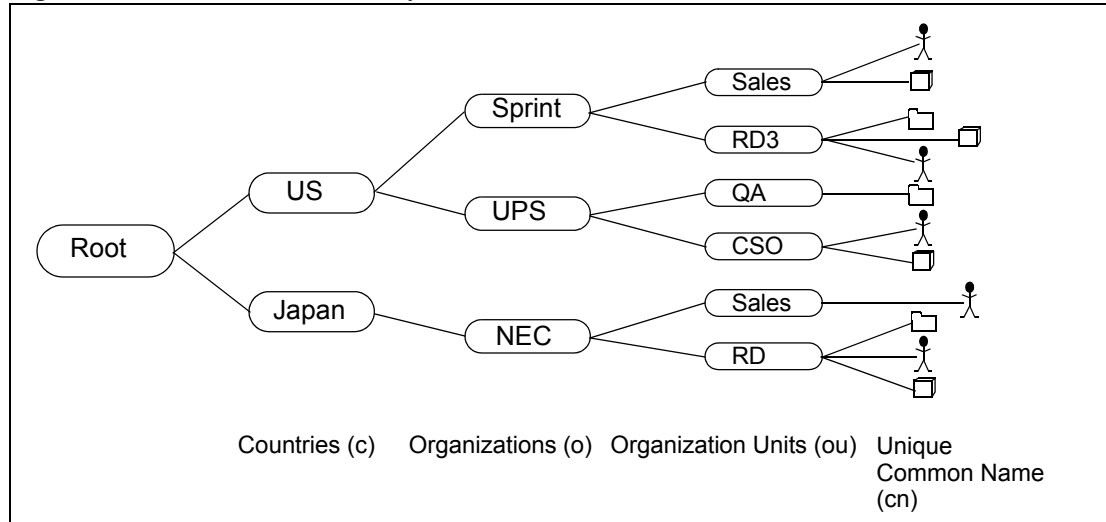 Sales
Sprint
RD3
US
QA
UPS
Root
CSO
Japan
Sales
NEC
RD
Countries (c)
Organizations (o)
Organization Units (ou)
Unique
Common Name
(cn)